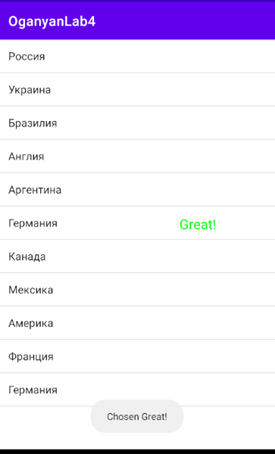 OganyanLab4
Россия
Украина
Бразилия
Англия
Аргентина
Германия
Great!
Канада
Мексика
Америка
Франция
Германия
Chosen Great!